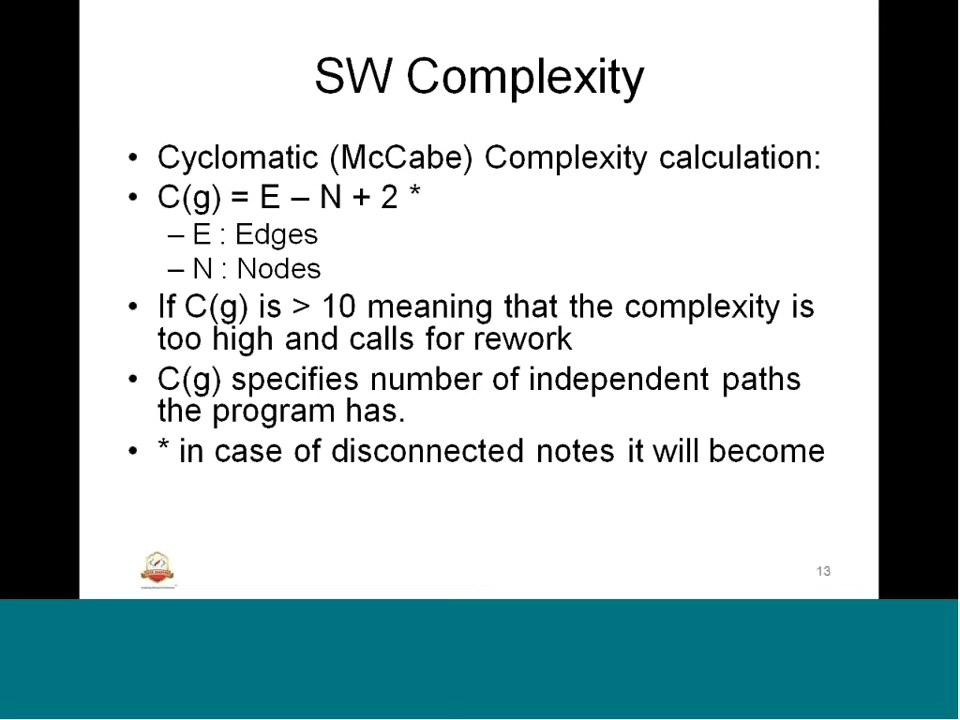 SW Complexity
• Cyclomatic (McCabe) Complexity calculation:
• C(g) = E – N + 2 *
– E : Edges
– N : Nodes
• If C(g) is > 10 meaning that the complexity is
too high and calls for rework
• C(g) specifies number of independent paths
the program has.
• * in case of disconnected notes it will become
13